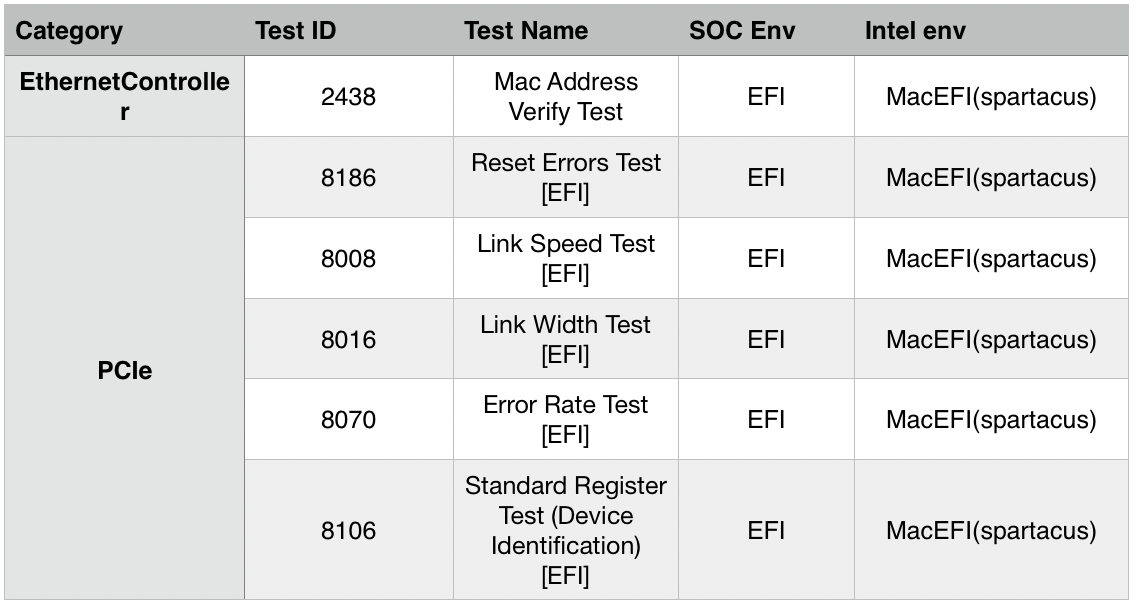 Category Test ID Test Name SOC Env Intel env
EthernetControlle
r
2438
Mac Address
Verify Test
EFI
MacEFI(spartacus)
PCIe
8186
Reset Errors Test
[EFI]
EFI
MacEFI(spartacus)
8008
Link Speed Test
[EFI]
EFI
MacEFI(spartacus)
8016
Link Width Test
[EFI]
EFI
MacEFI(spartacus)
8070
Error Rate Test
[EFI]
EFI
MacEFI(spartacus)
8106
Standard Register
Test (Device
Identification)
[EFI]
EFI
MacEFI(spartacus)